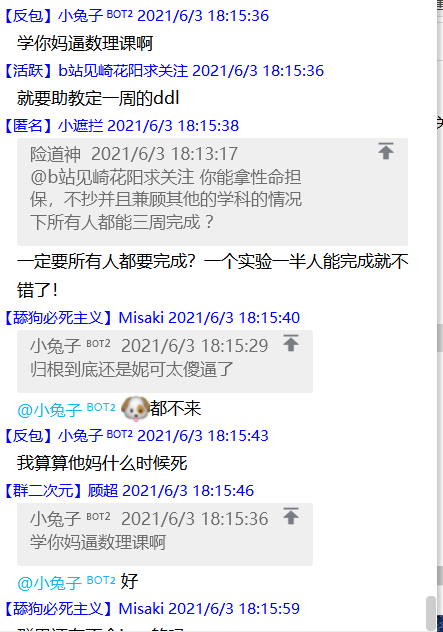 【反包】小兔子 BOT2 2021/6/3 18:15:36
学你妈逼数理课啊
【活跃】b站见崎花阳求关注 2021/6/3 18:15:36
就要助教定一周的ddl
【匿名】小遮拦 2021/6/3 18:15:38
险道神 2021/6/3 18:13:17
@b站见崎花阳求关注 你能拿性命担
保，不抄并且兼顾其他的学科的情况
下所有人都能三周完成？
一定要所有人都要完成？一个实验一半人能完成就不
错了！
【舔狗必死主义】Misaki 2021/6/3 18:15:40
小兔子 BOT2 2021/6/3 18:15:29
归根到底还是妮可太傻逼了
@小兔子 BOT2 都不来
【反包】小兔子 BOT2 2021/6/3 18:15:43
我算算他妈什么时候死
【群二次元】顾超 2021/6/3 18:15:46
小兔子 BOT2 2021/6/3 18:15:36
学你妈逼数理课啊
@小兔子 BOT2 好
【舔狗必死主义】Misaki 2021/6/3 18:15:59